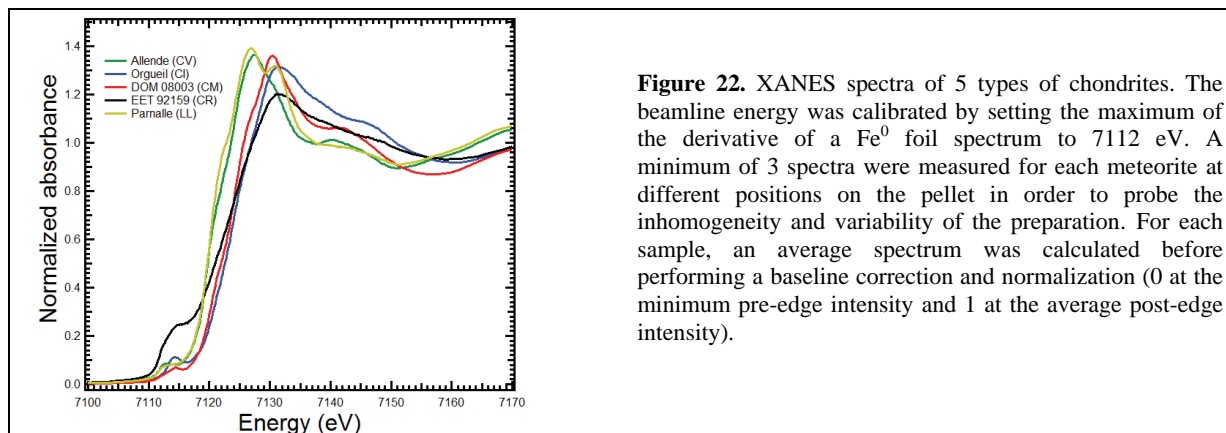 1.4
1.2
1.0
0.8
0.6
0.4
0.2
0.0
Normalized absorbance
Allende (CV)
Orgueil (CI)
DOM 08003 (CM)
EET 92159 (CR)
Parnalle (LL)
7100 7110 7120 7130 7140 7150 7160 7170
Energy (eV)
Figure 22. XANES spectra of 5 types of chondrites. The
beamline energy was calibrated by setting the maximum of
the derivative of a Fe⁰ foil spectrum to 7112 eV. A
minimum of 3 spectra were measured for each meteorite at
different positions on the pellet in order to probe the
inhomogeneity and variability of the preparation. For each
sample, an average spectrum was calculated before
performing a baseline correction and normalization (0 at the
minimum pre-edge intensity and 1 at the average post-edge
intensity).